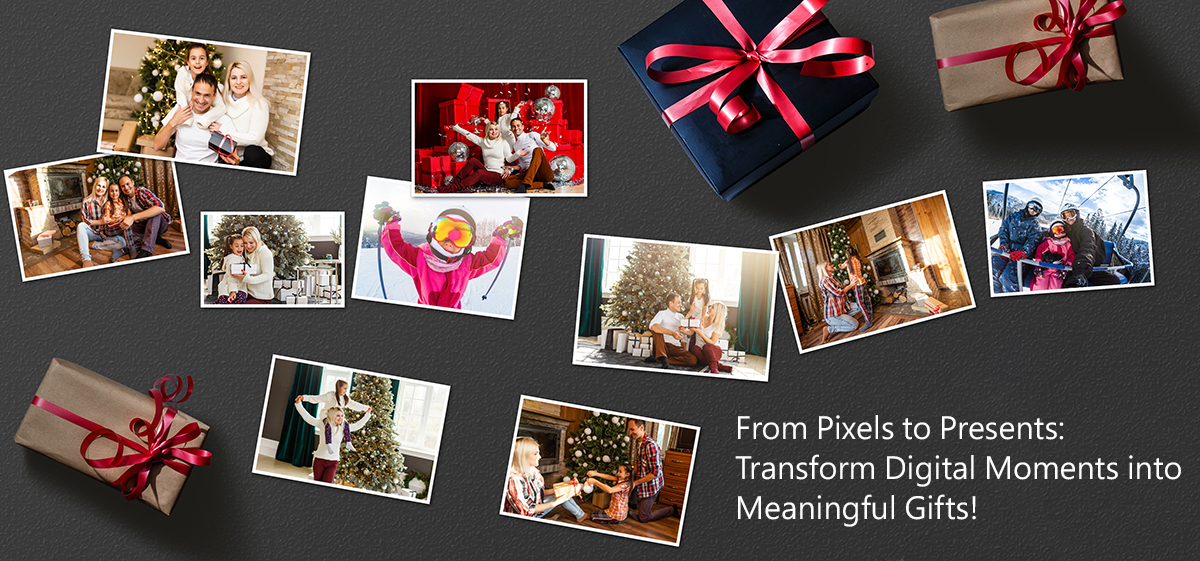 From Pixels to Presents:
Transform Digital Moments into
Meaningful Gifts!